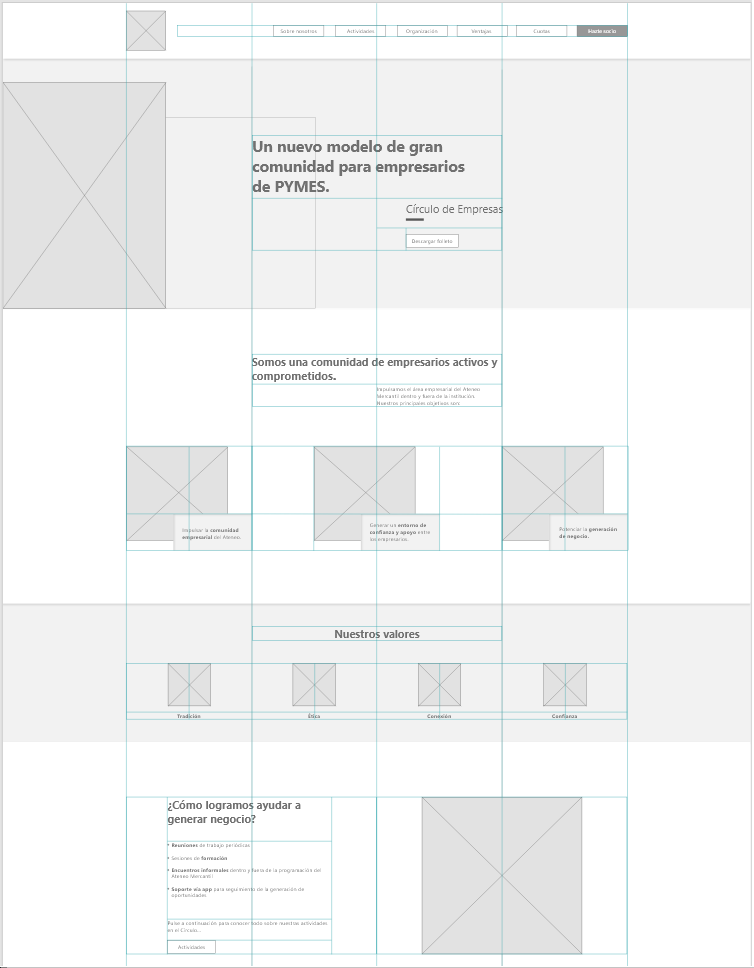 Sobre nosotros
Actividades
Organización
Ventajas
Cuotas
Hazte socio
Un nuevo modelo de gran
comunidad para empresarios
de PYMES.
Círculo de Empresas
Descargar folleto
Somos una comunidad de empresarios activos y
comprometidos.
Impulsamos el área empresarial del Ateneo
Mercantil dentro y fuera de la institución.
Nuestros principales objetivos son:
Impulsar la comunidad
empresarial del Ateneo.
Generar un entorno de
confianza y apoyo entre
los empresarios.
Potenciar la generación
de negocio.
Nuestros valores
Tradición
Ética
Conexión
Confianza
¿Cómo logramos ayudar a
generar negocio?
• Reuniones de trabajo periódicas
• Sesiones de formación
• Encuentros informales dentro y fuera de la programación del
Ateneo Mercantil
• Soporte vía app para seguimiento de la generación de
oportunidades
Pulse a continuación para conocer todo sobre nuestras actividades
en el Círculo...
Actividades